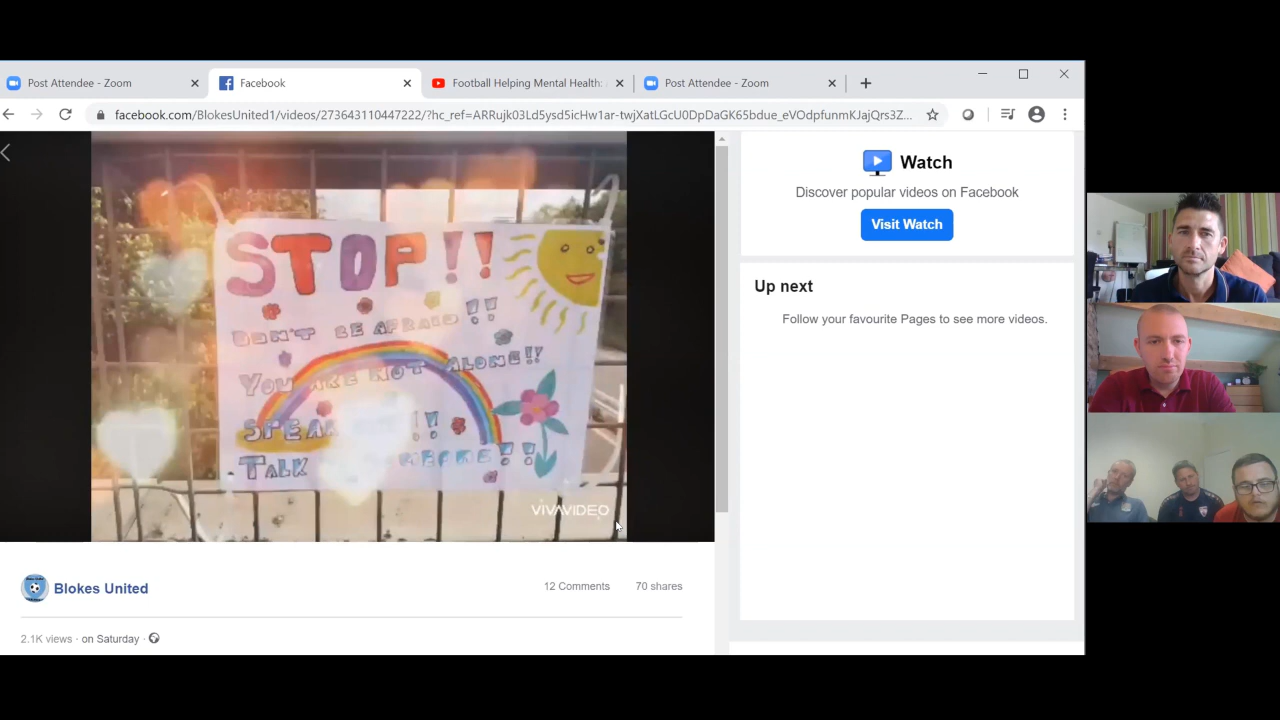 Post Attendee - Zoom
Facebook
Football Helping Mental Health:
Post Attendee - Zoom
facebook.com/BlokesUnited1/videos/273643110447222/?hc_ref=ARRujk03Ld5ysd5icHw1ar-twjXatLGcU0DpDaGK65bdue_eVOdpfunmKJajQrs3Z...
STOP!!
DON'T BE AFRAID!!
YOU ARE NOT ALONE!!
SPEAK !!
TALK !!
VIVAVIDEO
Watch
Discover popular videos on Facebook
Visit Watch
Up next
Follow your favourite Pages to see more videos.
Blokes United
12 Comments
70 shares
2.1K views · on Saturday ·